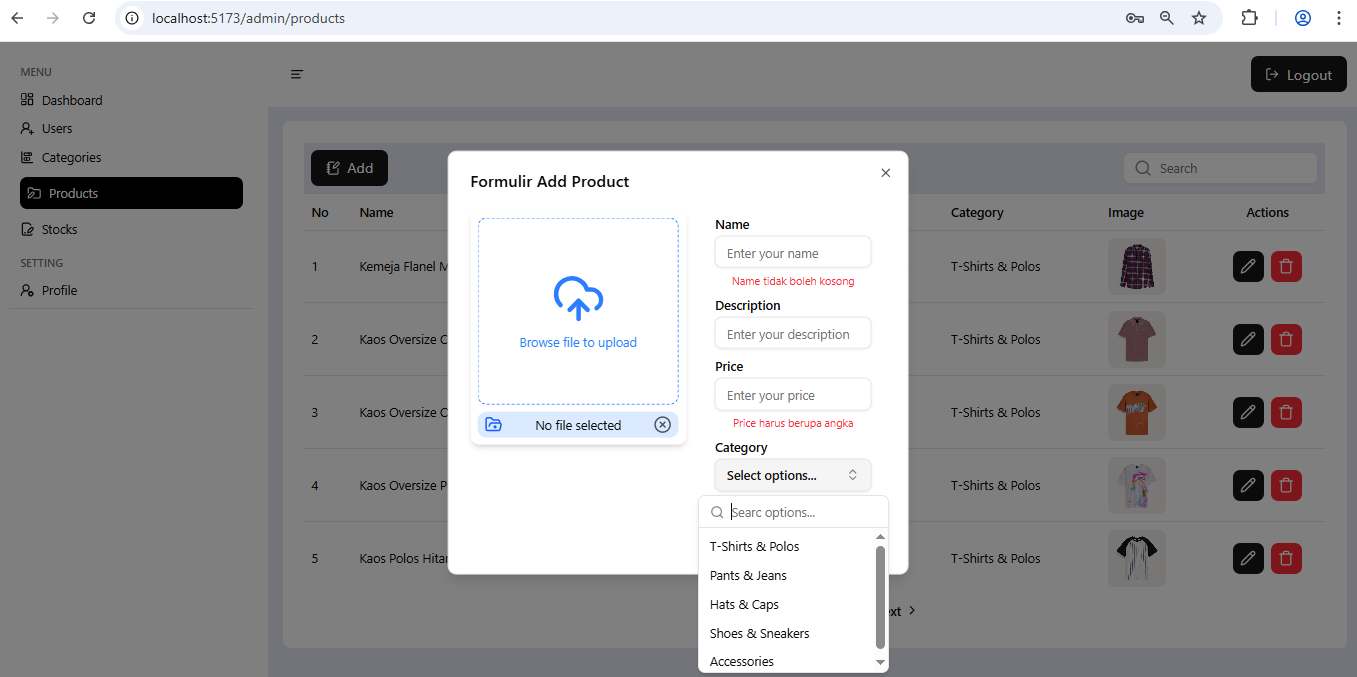 localhost:5173/admin/products
MENU
Dashboard
Users
Categories
Products
Stocks
SETTING
Profile
Logout
Add
Search
No Name Category Image Actions
1 Kemeja Flanel M T-Shirts & Polos
2 Kaos Oversize T-Shirts & Polos
3 Kaos Oversize T-Shirts & Polos
4 Kaos Oversize P T-Shirts & Polos
5 Kaos Polos Hitar T-Shirts & Polos
ext
Formulir Add Product
Browse file to upload
No file selected
Name
Enter your name
Name tidak boleh kosong
Description
Enter your description
Price
Enter your price
Price harus berupa angka
Category
Select options...
Searc options...
T-Shirts & Polos
Pants & Jeans
Hats & Caps
Shoes & Sneakers
Accessories